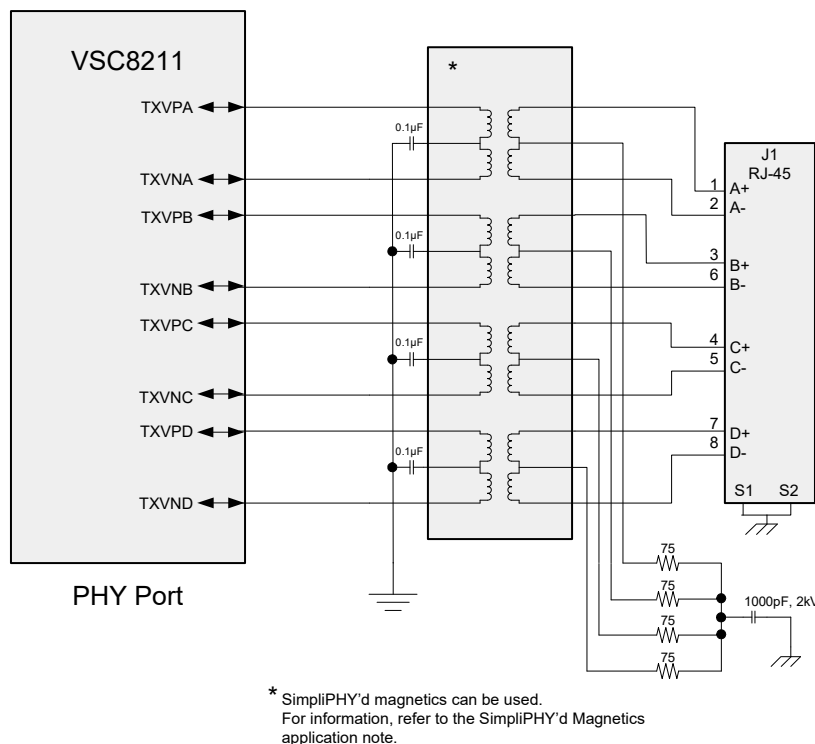 VSC8211
TXVPA
TXVNA
TXVPB
TXVNB
TXVPC
TXVNC
TXVPD
TXVND
PHY Port
*
0.1µF
0.1µF
0.1µF
0.1µF
J1
RJ-45
1 A+
2 A-
3 B+
6 B-
4 C+
5 C-
7 D+
8 D-
S1 S2
75
75
75
75
1000pF, 2kV
* SimpliPHY'd magnetics can be used.
For information, refer to the SimpliPHY'd Magnetics
application note.